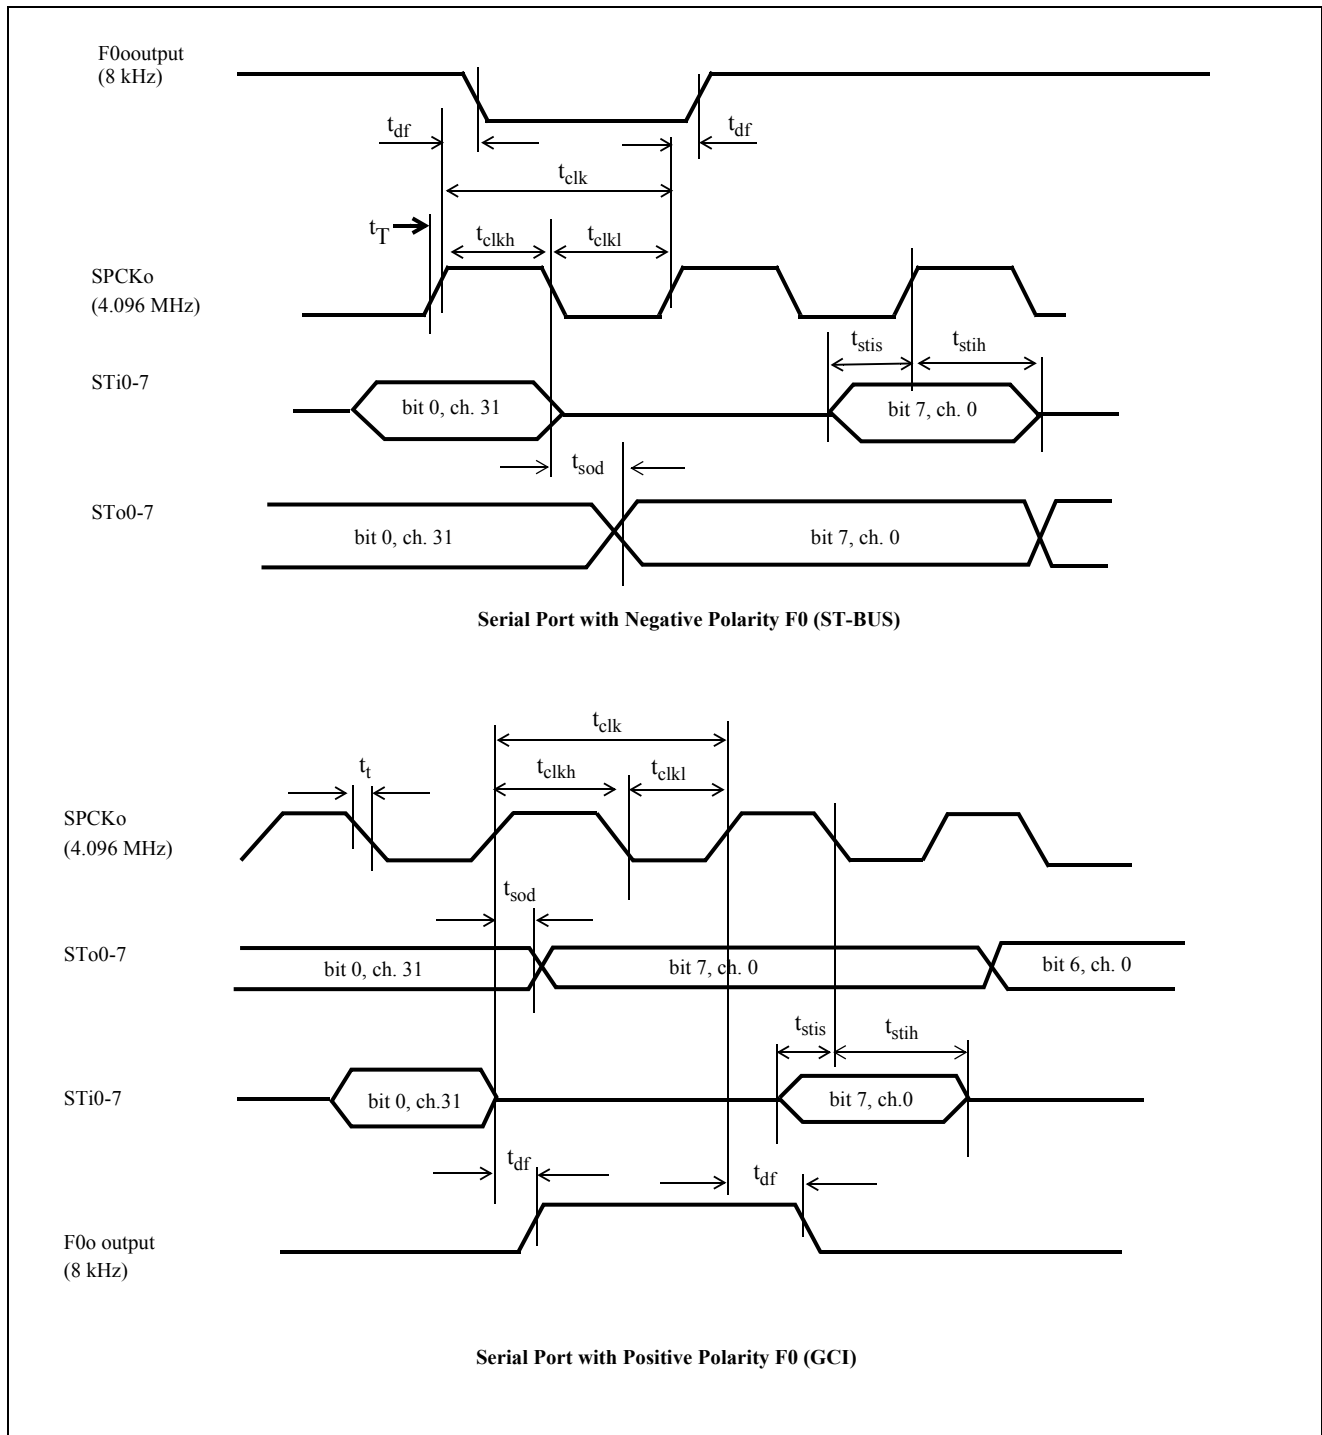 F0ooutput
(8 kHz)
tdf
tdf
tclk
tT
tclkh
tclkl
SPCKo
(4.096 MHz)
tstis
tstih
STi0-7
bit 0, ch. 31
bit 7, ch. 0
tsod
STo0-7
bit 0, ch. 31
bit 7, ch. 0
Serial Port with Negative Polarity F0 (ST-BUS)
tclk
tt
tclkh
tclkl
SPCKo
(4.096 MHz)
tsod
STo0-7
bit 0, ch. 31
bit 7, ch. 0
bit 6, ch. 0
tstis
tstih
STi0-7
bit 0, ch.31
bit 7, ch.0
tdf
tdf
F0o output
(8 kHz)
Serial Port with Positive Polarity F0 (GCI)